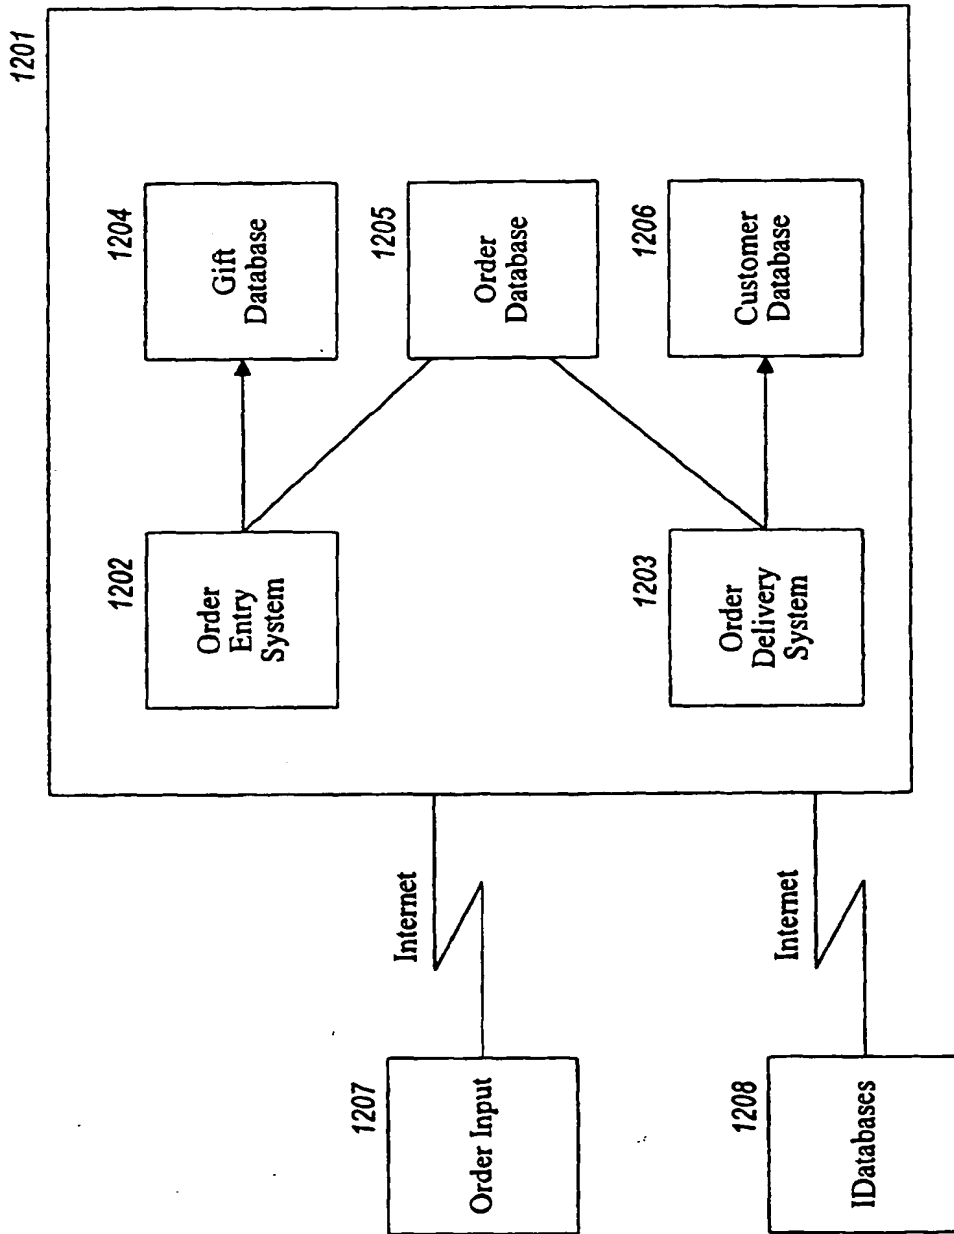 1201
1202
Order
Entry
System
1204
Gift
Database
1205
Order
Database
1203
Order
Delivery
System
1206
Customer
Database
Internet
Internet
1207
Order Input
1208
IDatabases